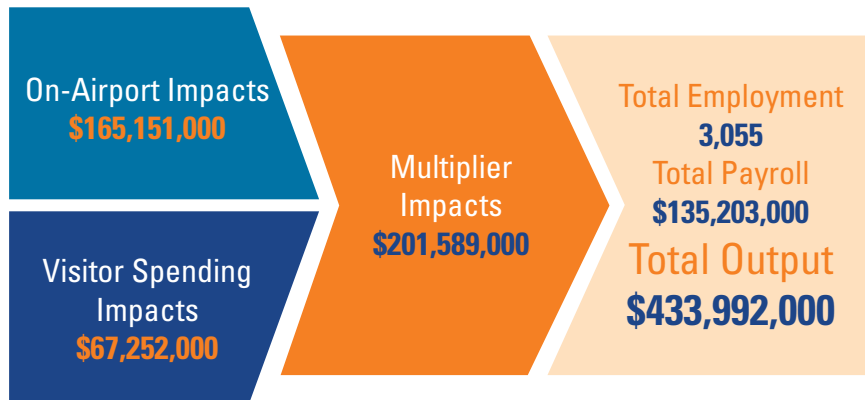 On-Airport Impacts
$165,151,000
Visitor Spending
Impacts
$67,252,000
Multiplier
Impacts
$201,589,000
Total Employment
3,055
Total Payroll
$135,203,000
Total Output
$433,992,000